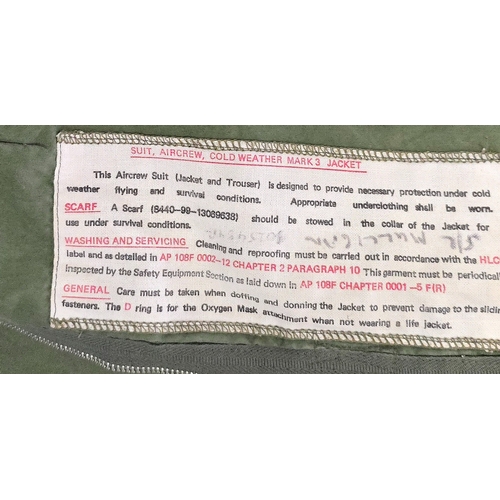 SUIT, AIRCREW, COLD WEATHER MARK 3 JACKET
This Aircrew Suit (Jacket and Trouser) is designed to provide necessary protection under cold
weather flying and survival conditions. Appropriate underclothing shall be worn.
SCARF A Scarf (8440-99-13089638) should be stowed in the collar of the Jacket for
use under survival conditions.
S/L MULLIGAN
WASHING AND SERVICING Cleaning and reproofing must be carried out in accordance with the HLC
label and as detailed in AP 108F 0002-12 CHAPTER 2 PARAGRAPH 10 This garment must be periodicall
inspected by the Safety Equipment Section as laid down in AP 108F CHAPTER 0001-5 F(R)
GENERAL Care must be taken when doffing and donning the Jacket to prevent damage to the slidin
fasteners. The D ring is for the Oxygen Mask attachment when not wearing a life jacket.